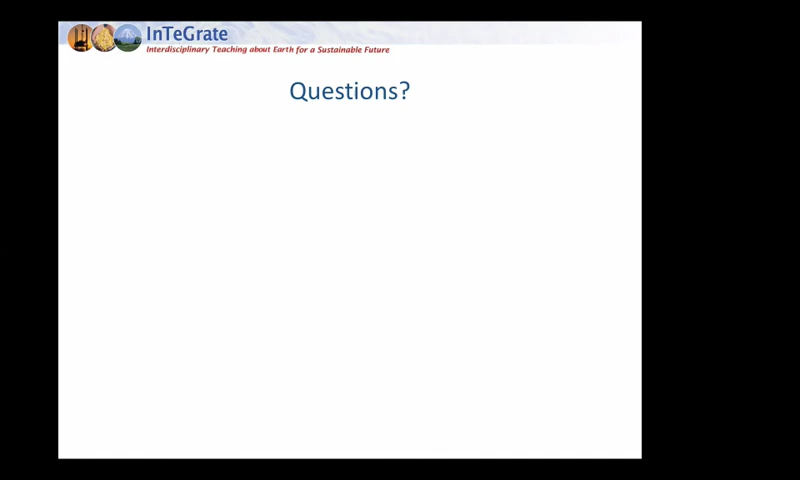 InTeGrate
Interdisciplinary Teaching about Earth for a Sustainable Future
Questions?